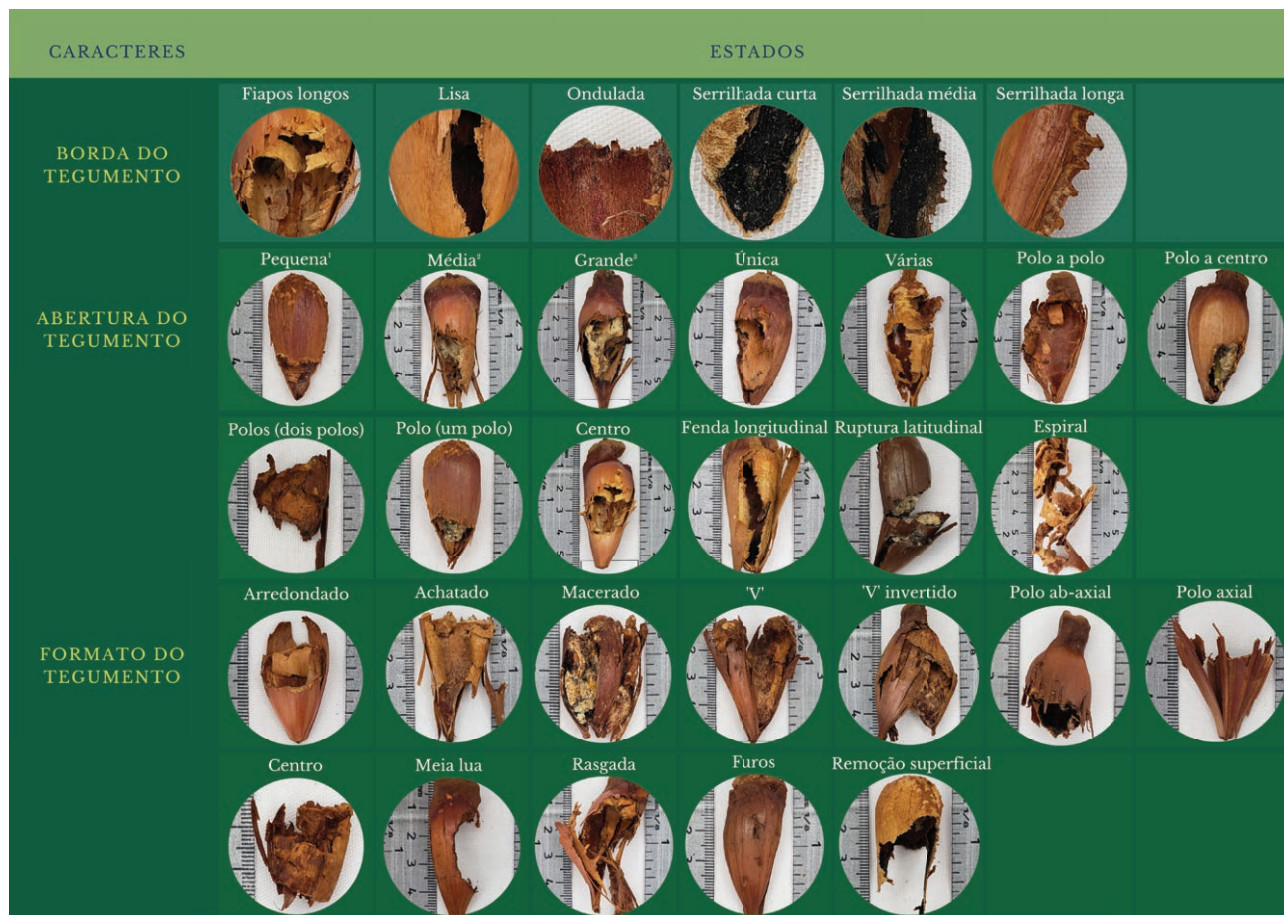 CARACTERES
ESTADOS
BORDA DO
TEGUMENTO
Fiapos longos
Lisa
Ondulada
Serrilhada curta
Serrilhada média
Serrilhada longa
ABERTURA DO
TEGUMENTO
Pequena¹
Média²
Grande³
Única
Várias
Polo a polo
Polo a centro
Polos (dois polos)
Polo (um polo)
Centro
Fenda longitudinal
Ruptura latitudinal
Espiral
FORMATO DO
TEGUMENTO
Arredondado
Achatado
Macerado
'V'
'V' invertido
Polo ab-axial
Polo axial
Centro
Meia lua
Rasgada
Furos
Remoção superficial